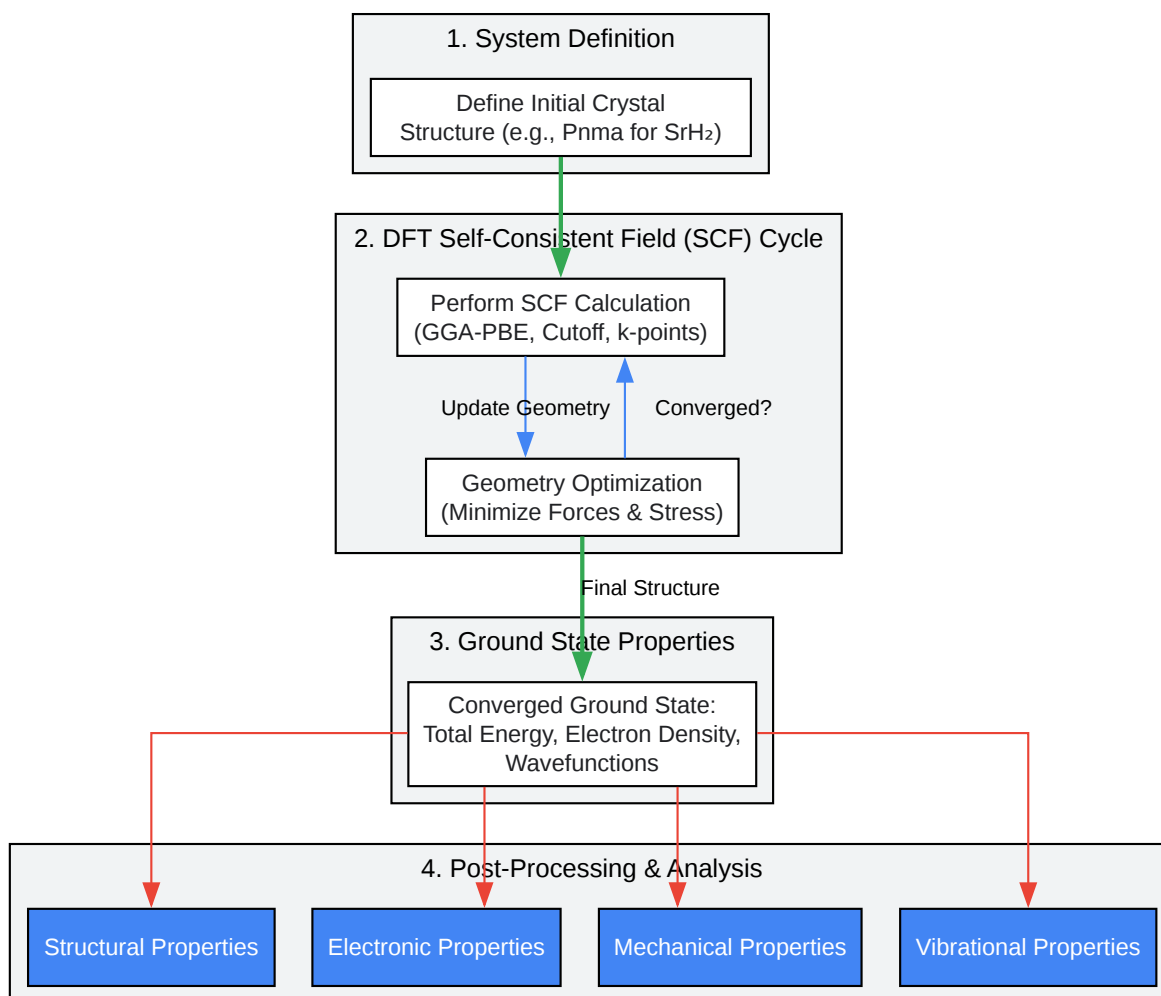 1. System Definition
Define Initial Crystal
Structure (e.g., Pnma for SrH₂)
2. DFT Self-Consistent Field (SCF) Cycle
Perform SCF Calculation
(GGA-PBE, Cutoff, k-points)
Update Geometry
Converged?
Geometry Optimization
(Minimize Forces & Stress)
Final Structure
3. Ground State Properties
Converged Ground State:
Total Energy, Electron Density,
Wavefunctions
4. Post-Processing & Analysis
Structural Properties
Electronic Properties
Mechanical Properties
Vibrational Properties